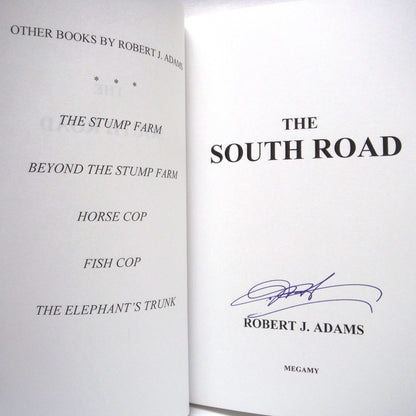 OTHER BOOKS BY ROBERT J. ADAMS
* * *
THE STUMP FARM
BEYOND THE STUMP FARM
HORSE COP
FISH COP
THE ELEPHANT'S TRUNK
THE
SOUTH ROAD
ROBERT J. ADAMS
MEGAMY